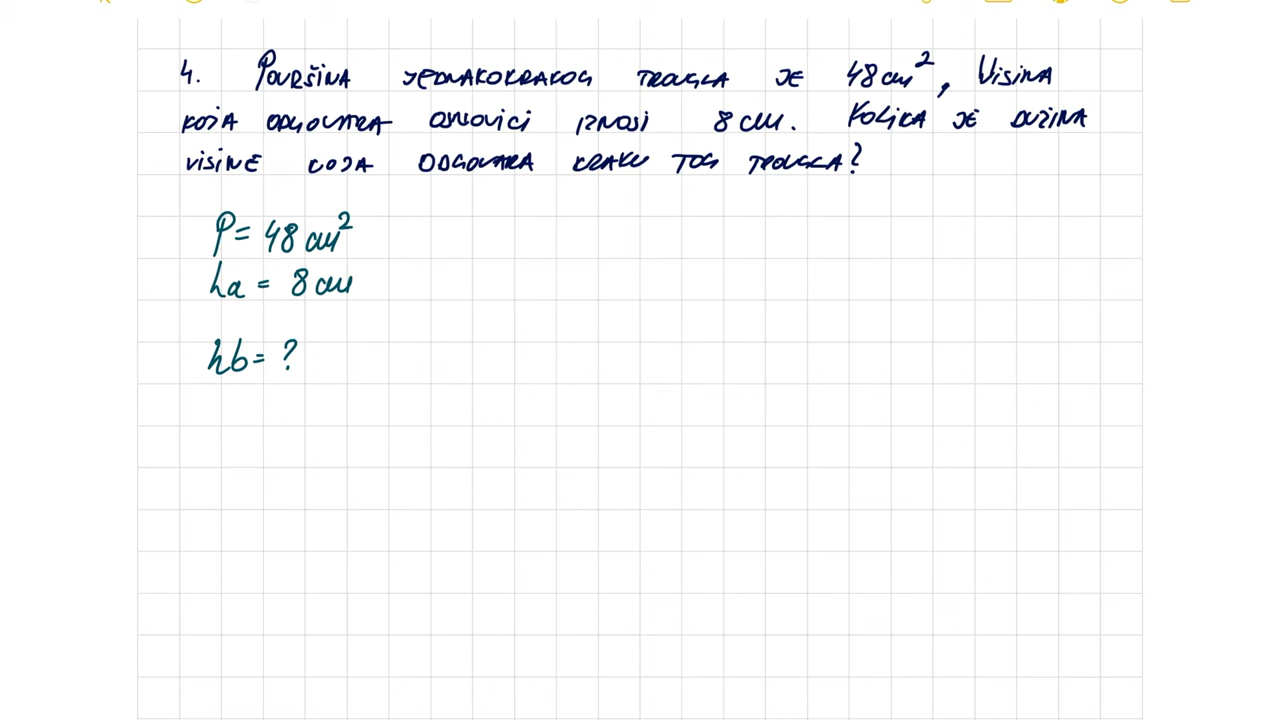 4. POVRŠINA JEDNAKOKRAKOG TROUGLA JE 48 cm², VISINA
KOJA ODGOVARA OSNOVICI IZNOSI 8 cm. KOLIKA JE DUŽINA
VISINE KOJA ODGOVARA KRAKU TOG TROUGLA?
P = 48 cm²
ha = 8 cm
hb = ?